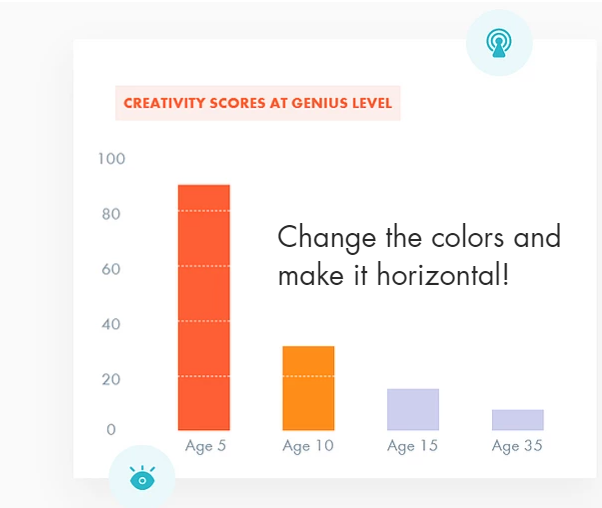 CREATIVITY SCORES AT GENIUS LEVEL
100
80
Change the colors and
make it horizontal!
60
40
20
0
Age 5 Age 10 Age 15 Age 35